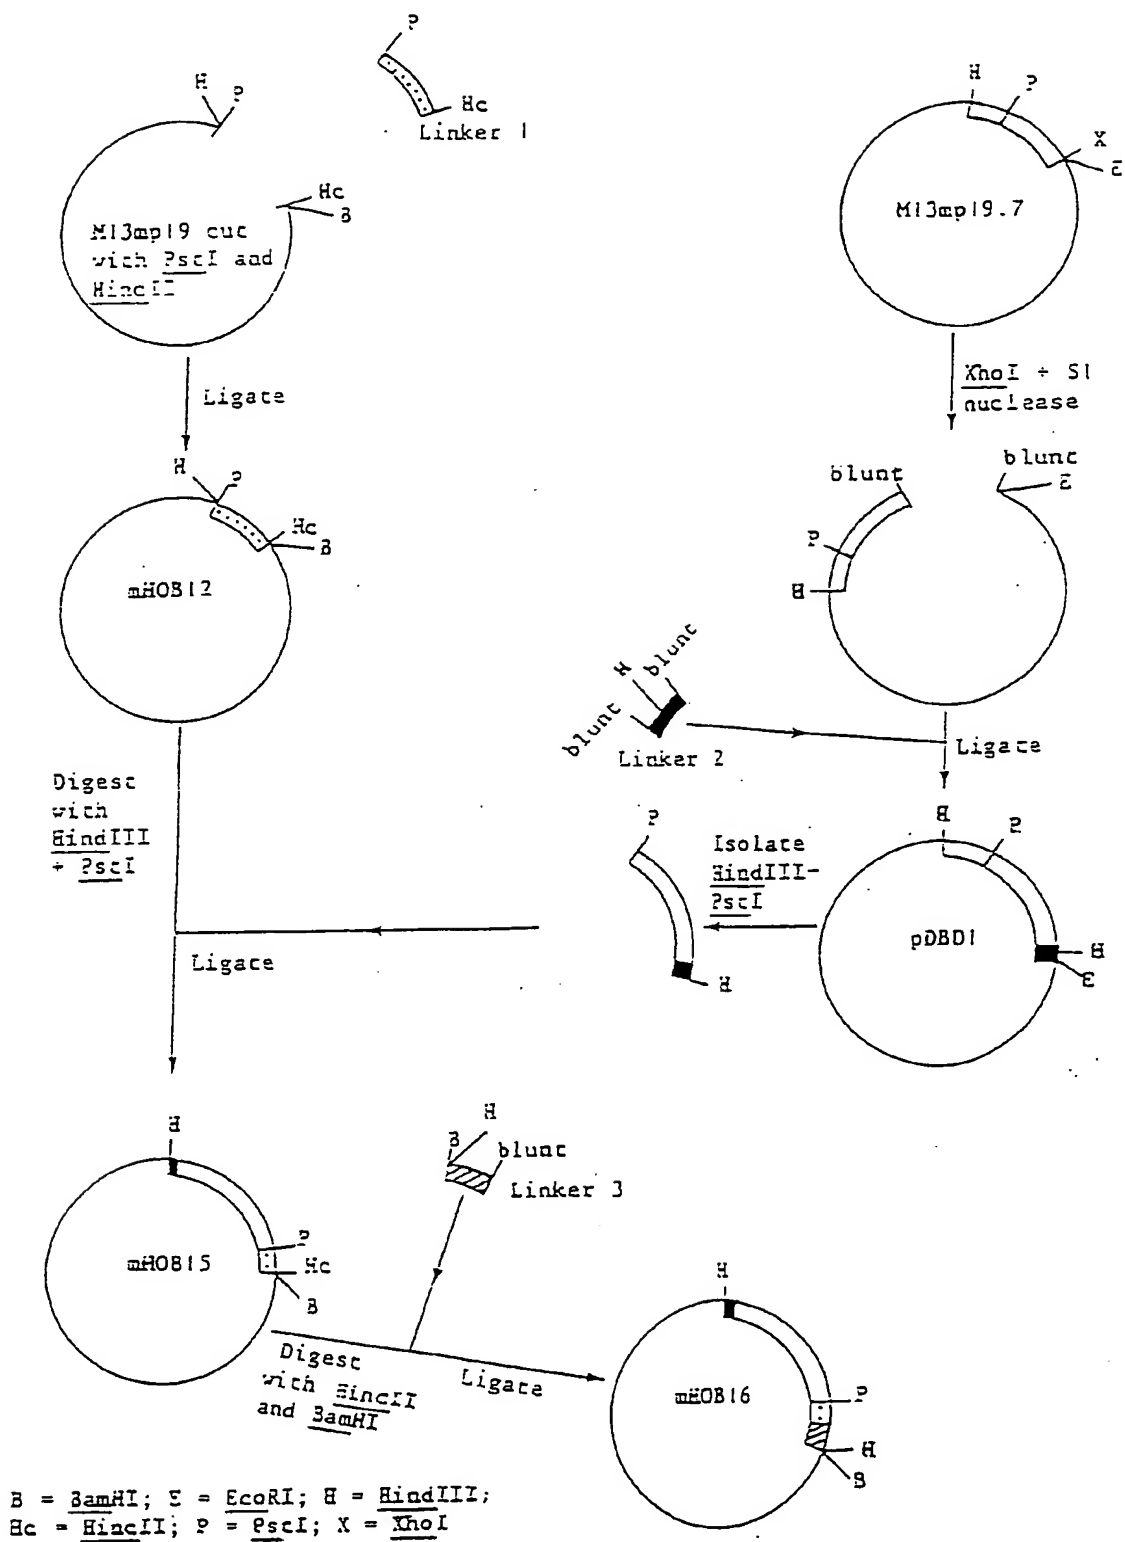 P
H
P
Hc
Linker 1
Hc
B
M13mp19 cut
with PstI and
HincII
H
P
X
E
M13mp19.7
Ligate
XhoI + S1
nuclease
H
P
Hc
B
mHOB12
blunt
blunt
E
P
H
blunt
H
blunt
Linker 2
Ligate
Digest
with
HindIII
+ PstI
P
Isolate
HindIII-
PstI
H
P
pDBD1
H
E
H
Ligate
H
P
Hc
B
mHOB15
B
H
blunt
Linker 3
Digest
with HincII
and BamHI
Ligate
H
mHOB16
P
H
B
B = BamHI; E = EcoRI; H = HindIII;
Hc = HincII; P = PstI; X = XhoI